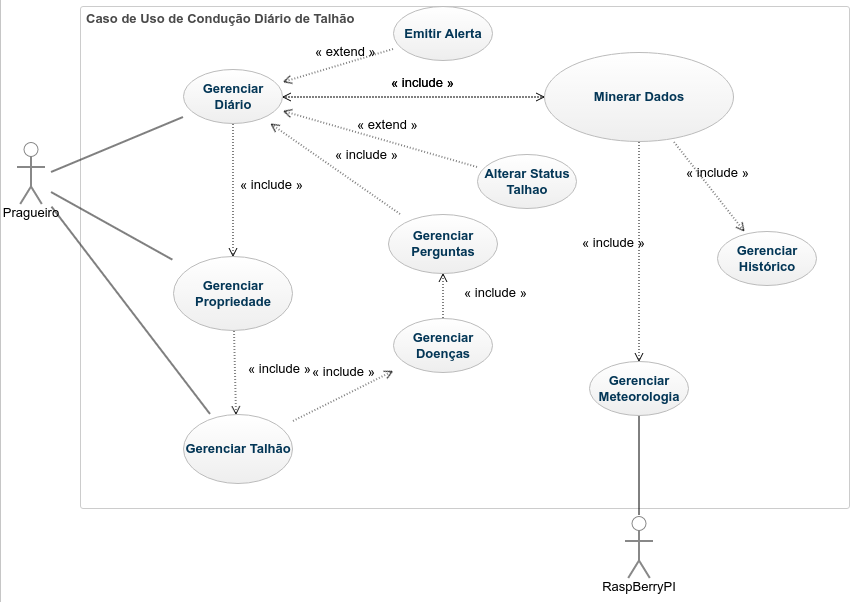 Caso de Uso de Condução Diário de Talhão
Emitir Alerta
« extend »
Gerenciar
Diário
« include »
Minerar Dados
« extend »
« include »
Alterar Status
Talhao
« include »
« include »
Pragueiro
Gerenciar
Perguntas
« include »
Gerenciar
Histórico
Gerenciar
Propriedade
« include »
Gerenciar
Doenças
« include »
« include »
Gerenciar
Meteorologia
Gerenciar Talhão
RaspBerryPI